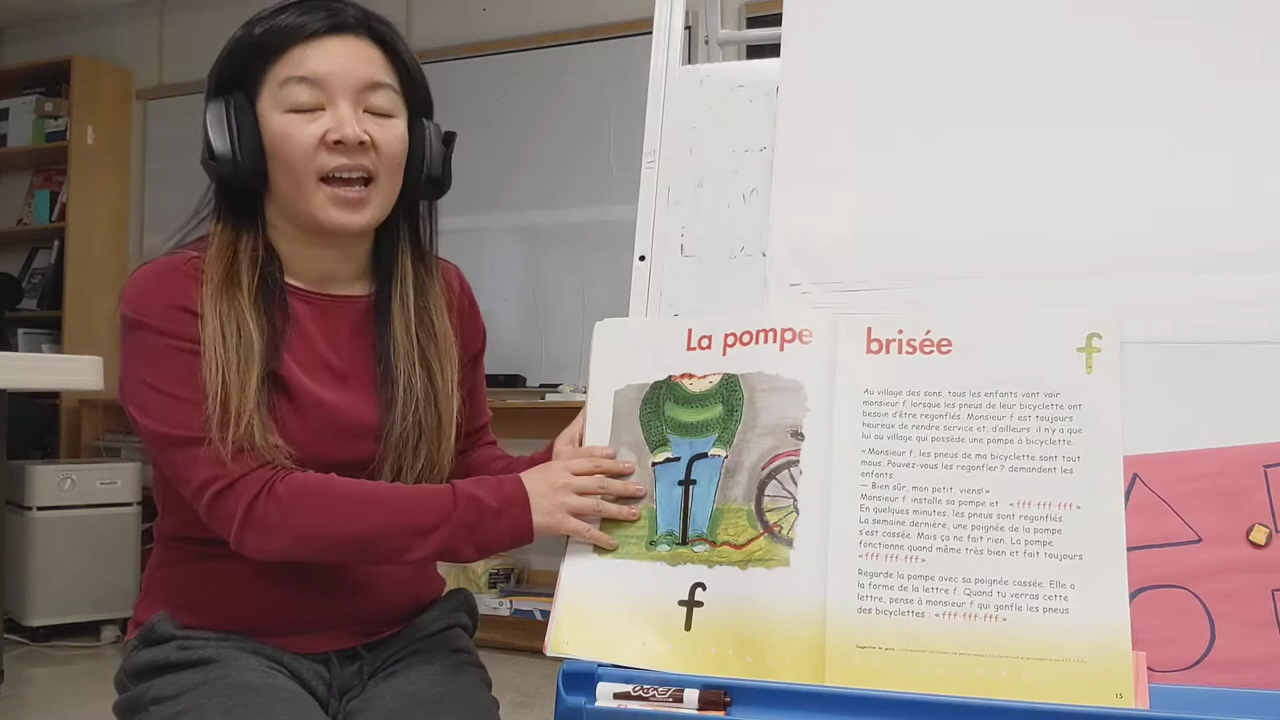 La pompe brisée
f
Au village des sons, tous les enfants vont voir
monsieur f lorsque les pneus de leur bicyclette ont
besoin d'être regonflés. Monsieur f est toujours
heureux de rendre service et, d'ailleurs, il n'y a que
lui au village qui possède une pompe à bicyclette.
« Monsieur f, les pneus de ma bicyclette sont tout
mous. Pouvez-vous les regonfler ? demandent les
enfants.
— Bien sûr, mon petit, viens! »
Monsieur f installe sa pompe et « fff-fff-fff »
En quelques minutes, les pneus sont regonflés.
La semaine dernière, une poignée de la pompe
s'est cassée. Mais ça ne fait rien. La pompe
fonctionne quand même très bien et fait toujours
« fff-fff-fff »
Regarde la pompe avec sa poignée cassée. Elle a
la forme de la lettre f. Quand tu verras cette
lettre, pense à monsieur f qui gonfle les pneus
des bicyclettes : « fff-fff-fff »
f
f
15
EXPO